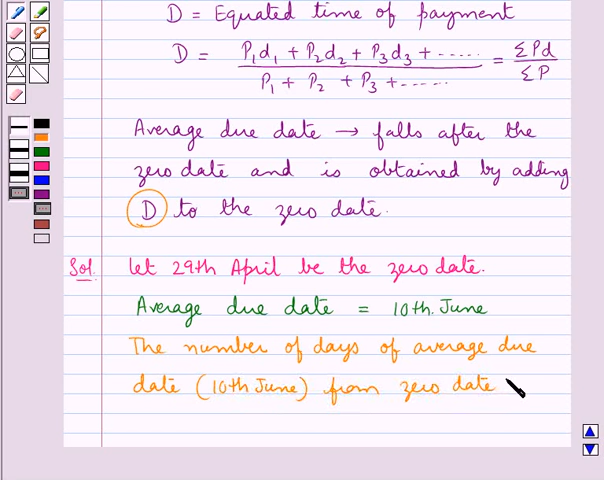 D = Equated time of payment
D = P₁d₁ + P₂d₂ + P₃d₃ + ..... / P₁ + P₂ + P₃ + ..... = ΣPd / ΣP
Average due date → falls after the
zero date and is obtained by adding
D to the zero date.
Sol. let 29th April be the zero date.
Average due date = 10th June
The number of days of average due
date (10th June) from zero date